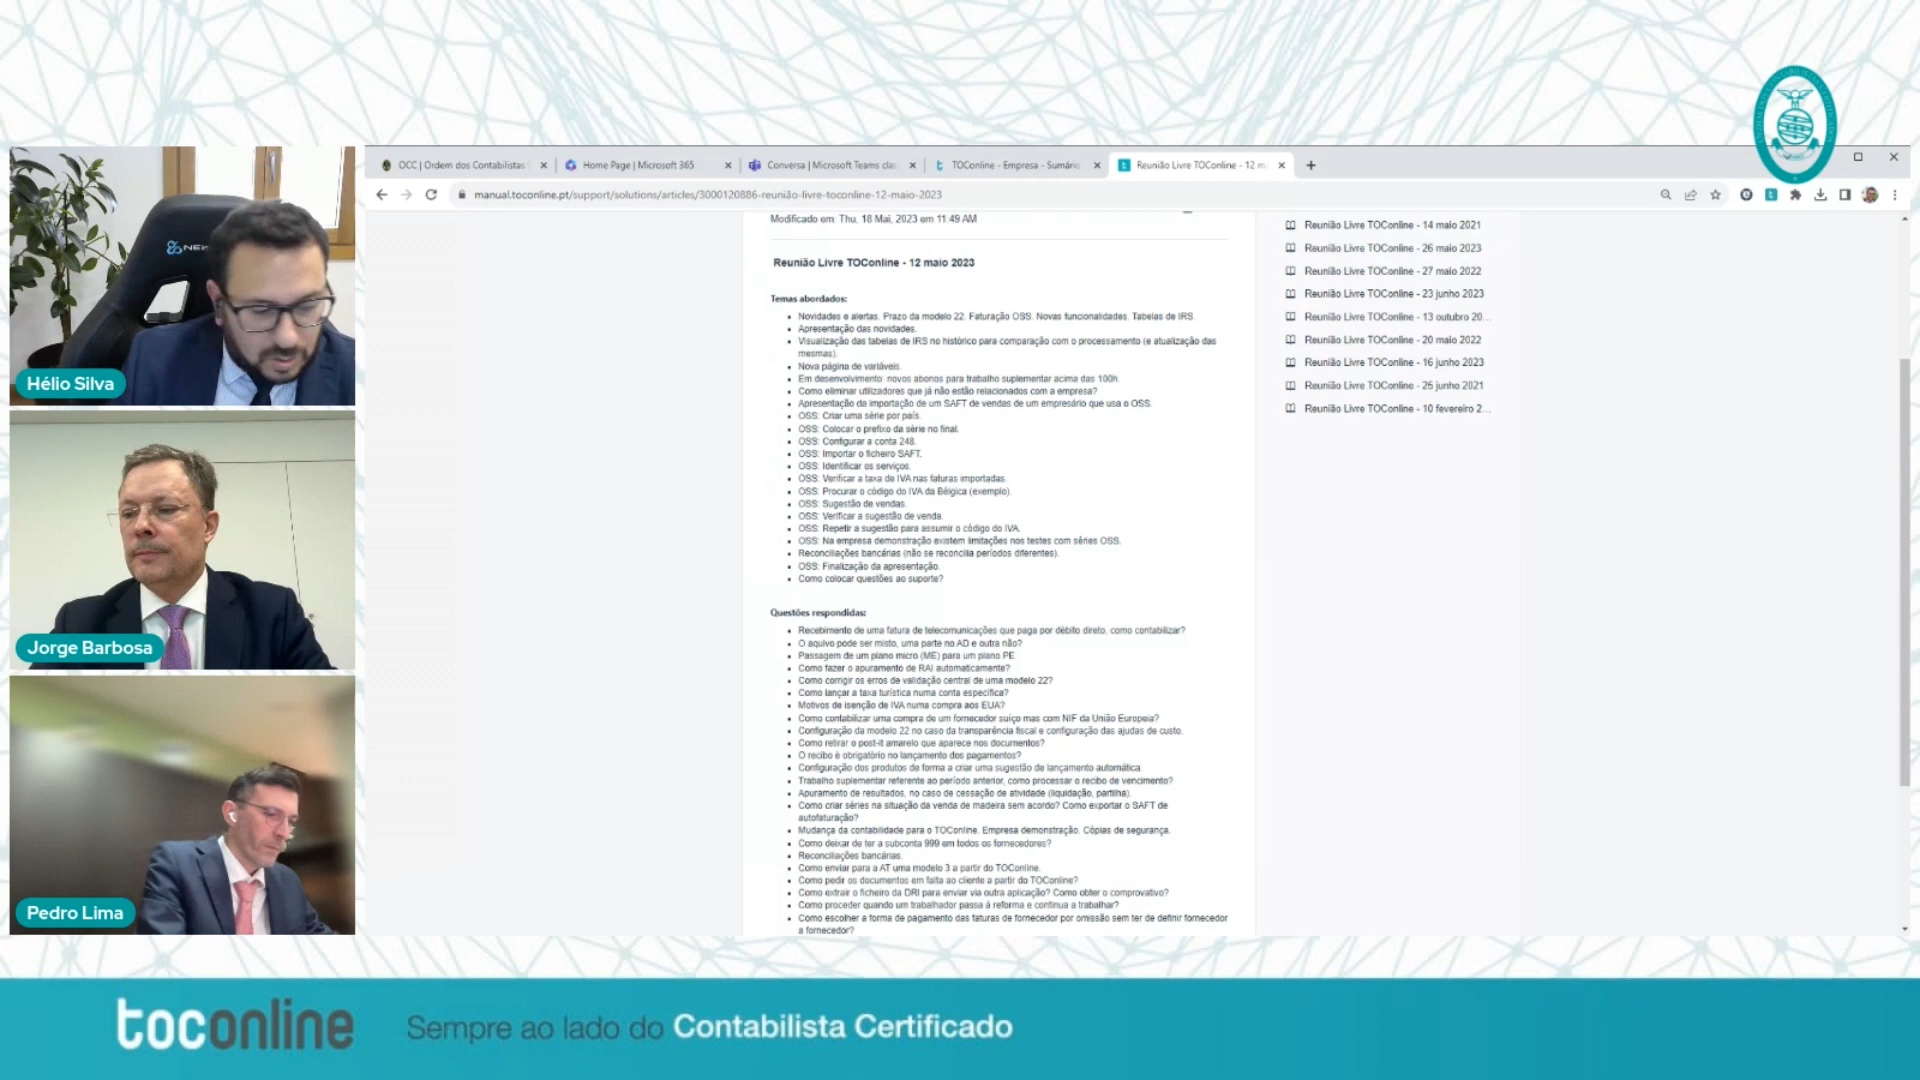 OCC | Ordem dos Contabilistas
Home Page | Microsoft 365
Conversa | Microsoft Teams clas
TOConline - Empresa - Sumário
Reunião Livre TOConline - 12 m
manual.toconline.pt/support/solutions/articles/3000120886-reunião-livre-toconline-12-maio-2023
Modificado em: Thu, 18 Mai, 2023 em 11:49 AM
Reunião Livre TOConline - 12 maio 2023
Temas abordados:
Novidades e alertas. Prazo da modelo 22. Faturação OSS. Novas funcionalidades. Tabelas de IRS.
Apresentação das novidades.
Visualização das tabelas de IRS no histórico para comparação com o processamento (e atualização das
mesmas).
Nova página de variáveis.
Em desenvolvimento: novos abonos para trabalho suplementar acima das 100h.
Como eliminar utilizadores que já não estão relacionados com a empresa?
Apresentação da importação de um SAFT de vendas de um empresário que usa o OSS.
OSS: Criar uma série por país.
OSS: Colocar o prefixo da série no final.
OSS: Configurar a conta 248.
OSS: Importar o ficheiro SAFT.
OSS: Identificar os serviços.
OSS: Verificar a taxa de IVA nas faturas importadas.
OSS: Procurar o código do IVA da Bélgica (exemplo).
OSS: Sugestão de vendas.
OSS: Verificar a sugestão de venda.
OSS: Repetir a sugestão para assumir o código do IVA.
OSS: Na empresa demonstração existem limitações nos testes com séries OSS.
Reconciliações bancárias (não se reconcilia períodos diferentes).
OSS: Finalização da apresentação.
Como colocar questões ao suporte?
Questões respondidas:
Recebimento de uma fatura de telecomunicações que paga por débito direto, como contabilizar?
O aquivo pode ser misto, uma parte no AD e outra não?
Passagem de um plano micro (ME) para um plano PE.
Como fazer o apuramento de RAI automaticamente?
Como corrigir os erros de validação central de uma modelo 22?
Como lançar a taxa turística numa conta específica?
Motivos de isenção de IVA numa compra aos EUA?
Como contabilizar uma compra de um fornecedor suíço mas com NIF da União Europeia?
Configuração da modelo 22 no caso da transparência fiscal e configuração das ajudas de custo.
Como retirar o post-it amarelo que aparece nos documentos?
O recibo é obrigatório no lançamento dos pagamentos?
Configuração dos produtos de forma a criar uma sugestão de lançamento automática.
Trabalho suplementar referente ao período anterior, como processar o recibo de vencimento?
Apuramento de resultados, no caso de cessação de atividade (liquidação, partilha).
Como criar séries na situação da venda de madeira sem acordo? Como exportar o SAFT de
autofaturação?
Mudança da contabilidade para o TOConline. Empresa demonstração. Cópias de segurança.
Como deixar de ter a subconta 999 em todos os fornecedores?
Reconciliações bancárias.
Como enviar para a AT uma modelo 3 a partir do TOConline.
Como pedir os documentos em falta ao cliente a partir do TOConline?
Como extrair o ficheiro da DRI para enviar via outra aplicação? Como obter o comprovativo?
Como proceder quando um trabalhador passa à reforma e continua a trabalhar?
Como escolher a forma de pagamento das faturas de fornecedor por omissão sem ter de definir fornecedor
a fornecedor?
Reunião Livre TOConline - 14 maio 2021
Reunião Livre TOConline - 26 maio 2023
Reunião Livre TOConline - 27 maio 2022
Reunião Livre TOConline - 23 junho 2023
Reunião Livre TOConline - 13 outubro 20...
Reunião Livre TOConline - 20 maio 2022
Reunião Livre TOConline - 16 junho 2023
Reunião Livre TOConline - 25 junho 2021
Reunião Livre TOConline - 10 fevereiro 2...
Hélio Silva
Jorge Barbosa
Pedro Lima
toconline
Sempre ao lado do Contabilista Certificado